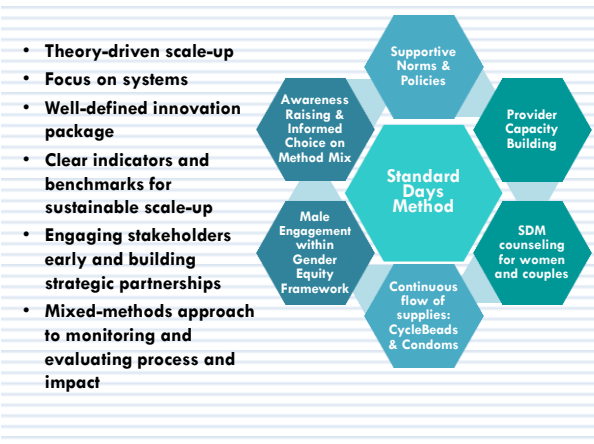 • Theory-driven scale-up
• Focus on systems
• Well-defined innovation
package
• Clear indicators and
benchmarks for
sustainable scale-up
• Engaging stakeholders
early and building
strategic partnerships
• Mixed-methods approach
to monitoring and
evaluating process and
impact
Supportive
Norms &
Policies
Provider
Capacity
Building
SDM
counseling
for women
and couples
Continuous
flow of
supplies:
CycleBeads
& Condoms
Male
Engagement
within
Gender
Equity
Framework
Awareness
Raising &
Informed
Choice on
Method Mix
Standard
Days
Method